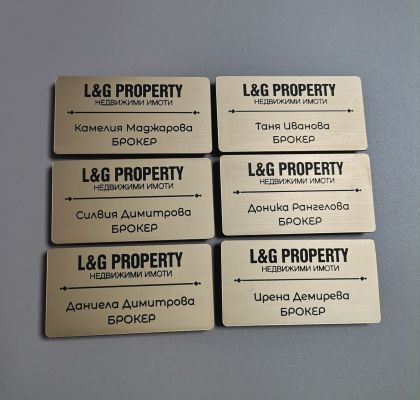 L&G PROPERTY
НЕДВИЖИМИ ИМОТИ
Камелия Маджарова
БРОКЕР
L&G PROPERTY
НЕДВИЖИМИ ИМОТИ
Таня Иванова
БРОКЕР
L&G PROPERTY
НЕДВИЖИМИ ИМОТИ
Силвия Димитрова
БРОКЕР
L&G PROPERTY
НЕДВИЖИМИ ИМОТИ
Доника Рангелова
БРОКЕР
L&G PROPERTY
НЕДВИЖИМИ ИМОТИ
Даниела Димитрова
БРОКЕР
L&G PROPERTY
НЕДВИЖИМИ ИМОТИ
Ирена Демирева
БРОКЕР